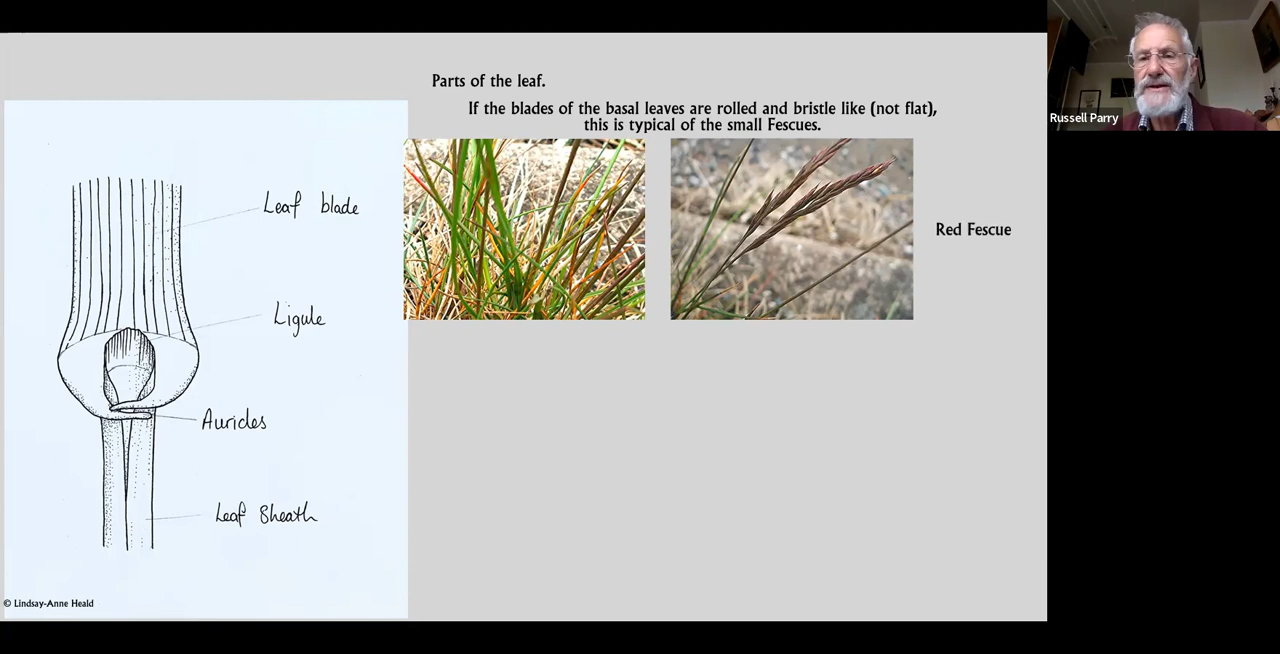 Parts of the leaf.
If the blades of the basal leaves are rolled and bristle like (not flat),
this is typical of the small Fescues.
Leaf blade
Ligule
Auricles
Leaf Sheath
Red Fescue
© Lindsay-Anne Heald
Russell Parry